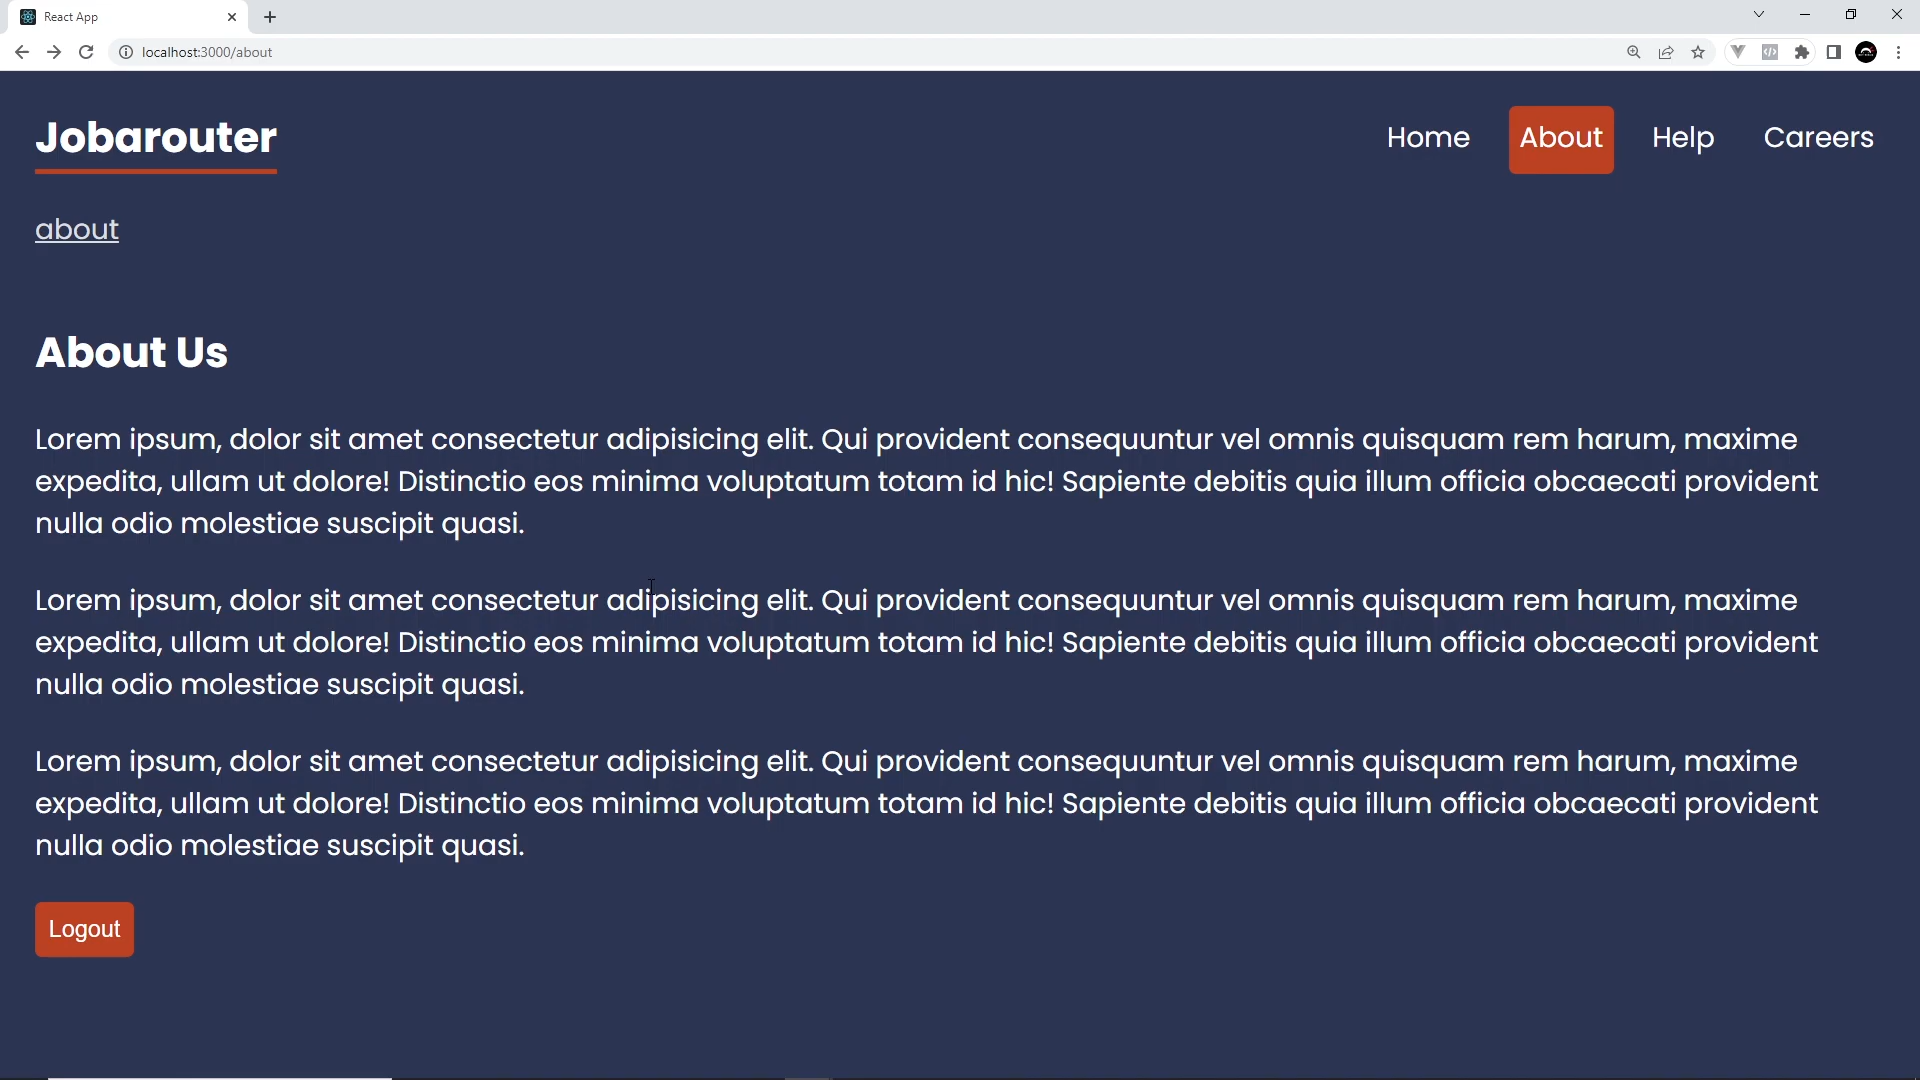 React App
localhost:3000/about
Jobarouter
Home About Help Careers
about
About Us
Lorem ipsum, dolor sit amet consectetur adipisicing elit. Qui provident consequuntur vel omnis quisquam rem harum, maxime
expedita, ullam ut dolore! Distinctio eos minima voluptatum totam id hic! Sapiente debitis quia illum officia obcaecati provident
nulla odio molestiae suscipit quasi.
Lorem ipsum, dolor sit amet consectetur adipisicing elit. Qui provident consequuntur vel omnis quisquam rem harum, maxime
expedita, ullam ut dolore! Distinctio eos minima voluptatum totam id hic! Sapiente debitis quia illum officia obcaecati provident
nulla odio molestiae suscipit quasi.
Lorem ipsum, dolor sit amet consectetur adipisicing elit. Qui provident consequuntur vel omnis quisquam rem harum, maxime
expedita, ullam ut dolore! Distinctio eos minima voluptatum totam id hic! Sapiente debitis quia illum officia obcaecati provident
nulla odio molestiae suscipit quasi.
Logout